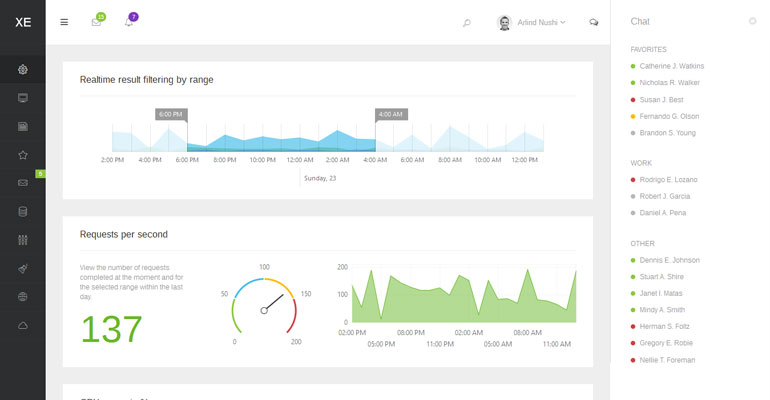 XE
15
7
Arlind Nushi
Chat
FAVORITES
Catherine J. Watkins
Nicholas R. Walker
Susan J. Best
Fernando G. Olson
Brandon S. Young
WORK
Rodrigo E. Lozano
Robert J. Garcia
Daniel A. Pena
OTHER
Dennis E. Johnson
Stuart A. Shire
Janet I. Matas
Mindy A. Smith
Herman S. Foltz
Gregory E. Roble
Nellie T. Foreman
6
Realtime result filtering by range
6:00 PM
4:00 AM
2:00 PM 4:00 PM 6:00 PM 8:00 PM 10:00 PM 12:00 AM 2:00 AM 4:00 AM 6:00 AM 8:00 AM 10:00 AM 12:00 PM
Sunday, 23
Requests per second
View the number of requests
completed at the moment and for
the selected range within the last
day.
137
0 50 100 150 200
200
100
0
02:00 PM 08:00 PM 02:00 AM 08:00 AM
05:00 PM 11:00 PM 05:00 AM 11:00 AM